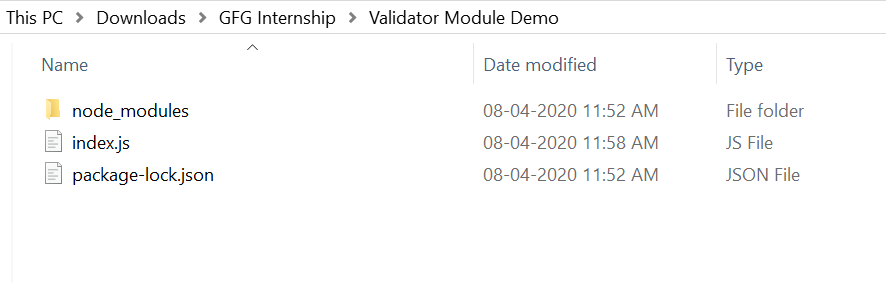 This PC > Downloads > GFG Internship > Validator Module Demo
Name Date modified Type
node_modules 08-04-2020 11:52 AM File folder
index.js 08-04-2020 11:58 AM JS File
package-lock.json 08-04-2020 11:52 AM JSON File